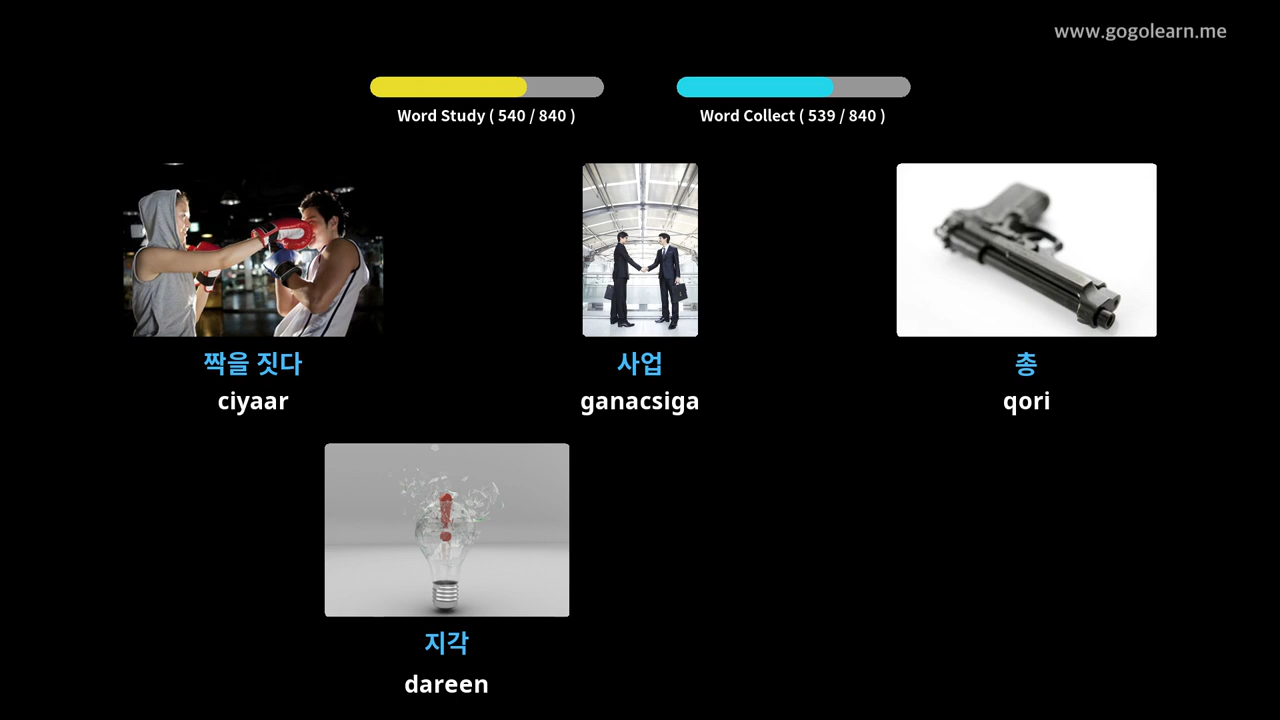 www.gogolearn.me
Word Study ( 540 / 840 )
Word Collect ( 539 / 840 )
짝을 짓다
ciyaar
사업
ganacsiga
총
qori
지각
dareen